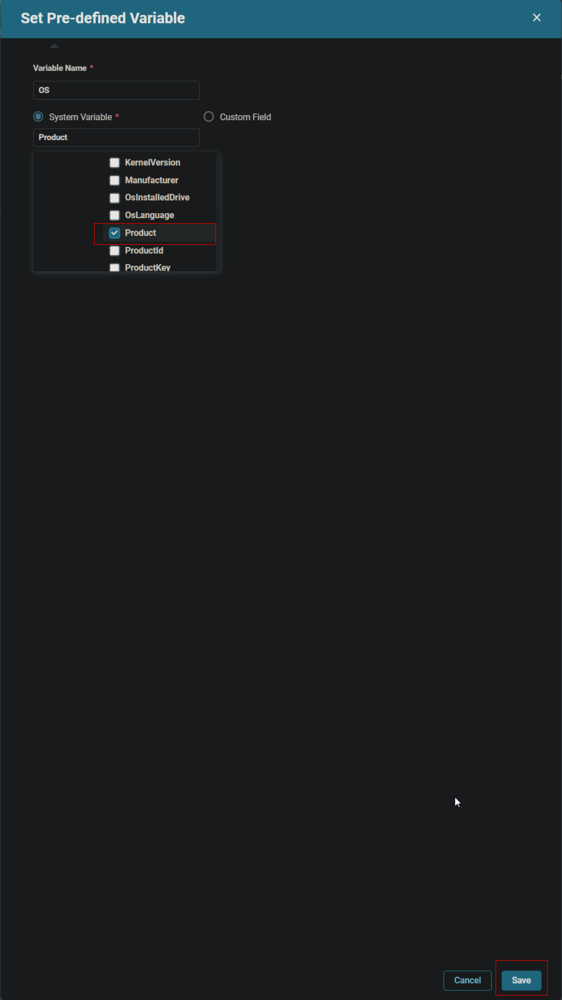 Set Pre-defined Variable
Variable Name *
OS
System Variable * Custom Field
Product
KernelVersion
Manufacturer
OsInstalledDrive
OsLanguage
Product
ProductId
ProductKey
Cancel Save